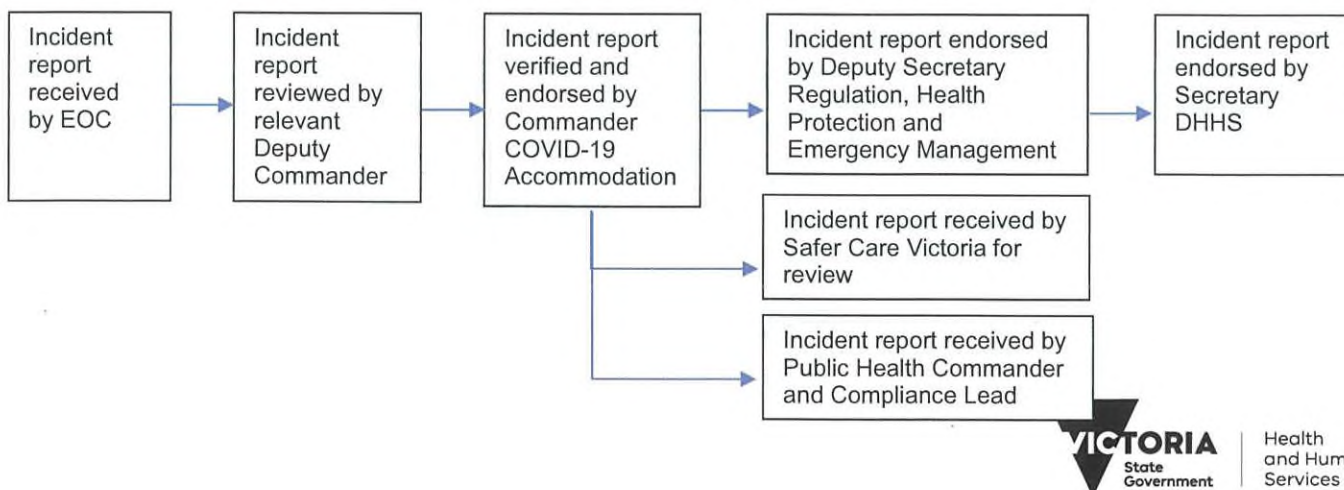 Incident
report
received
by EOC
Incident
report
reviewed by
relevant
Deputy
Commander
Incident report
verified and
endorsed by
Commander
COVID-19
Accommodation
Incident report endorsed
by Deputy Secretary
Regulation, Health
Protection and
Emergency Management
Incident report
endorsed by
Secretary
DHHS
Incident report received by
Safer Care Victoria for
review
Incident report received by
Public Health Commander
and Compliance Lead
VICTORIA
State
Government
Health
and Hum
Services